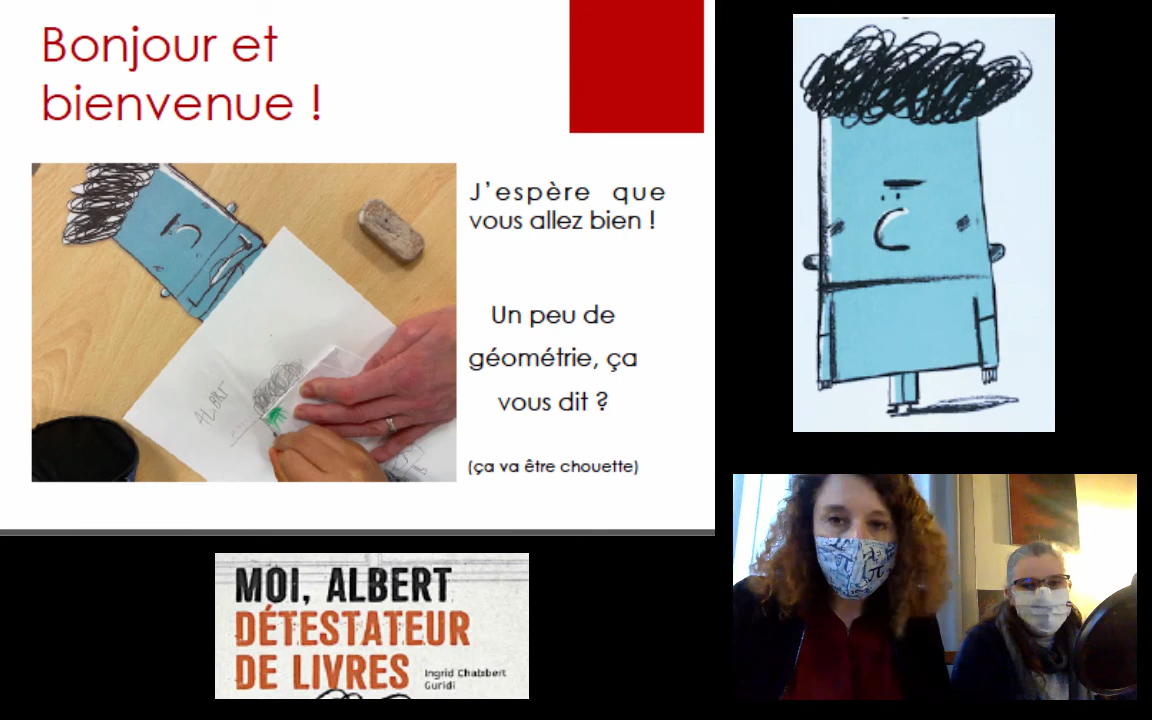 Bonjour et
bienvenue !
J'espère que
vous allez bien !
Un peu de
géométrie, ça
vous dit ?
(ça va être chouette)
ALBERT
MOI, ALBERT
DÉTESTATEUR
DE LIVRES
Ingrid Chabbert
Guridi
π